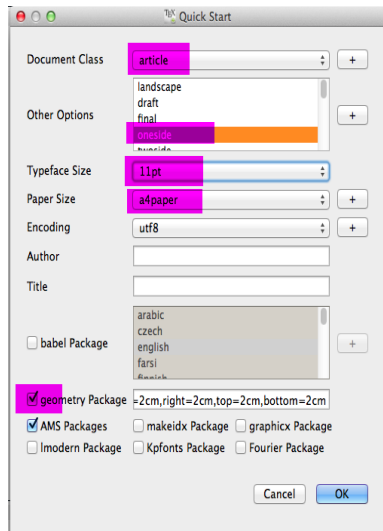 TEX Quick Start
Document Class article +
landscape
draft
Other Options final +
oneside
twoside
Typeface Size 11pt
Paper Size a4paper +
Encoding utf8 +
Author
Title
arabic
czech
babel Package english +
farsi
finnish
geometry Package =2cm,right=2cm,top=2cm,bottom=2cm
AMS Packages makeidx Package graphicx Package
lmodern Package Kpfonts Package Fourier Package
Cancel OK